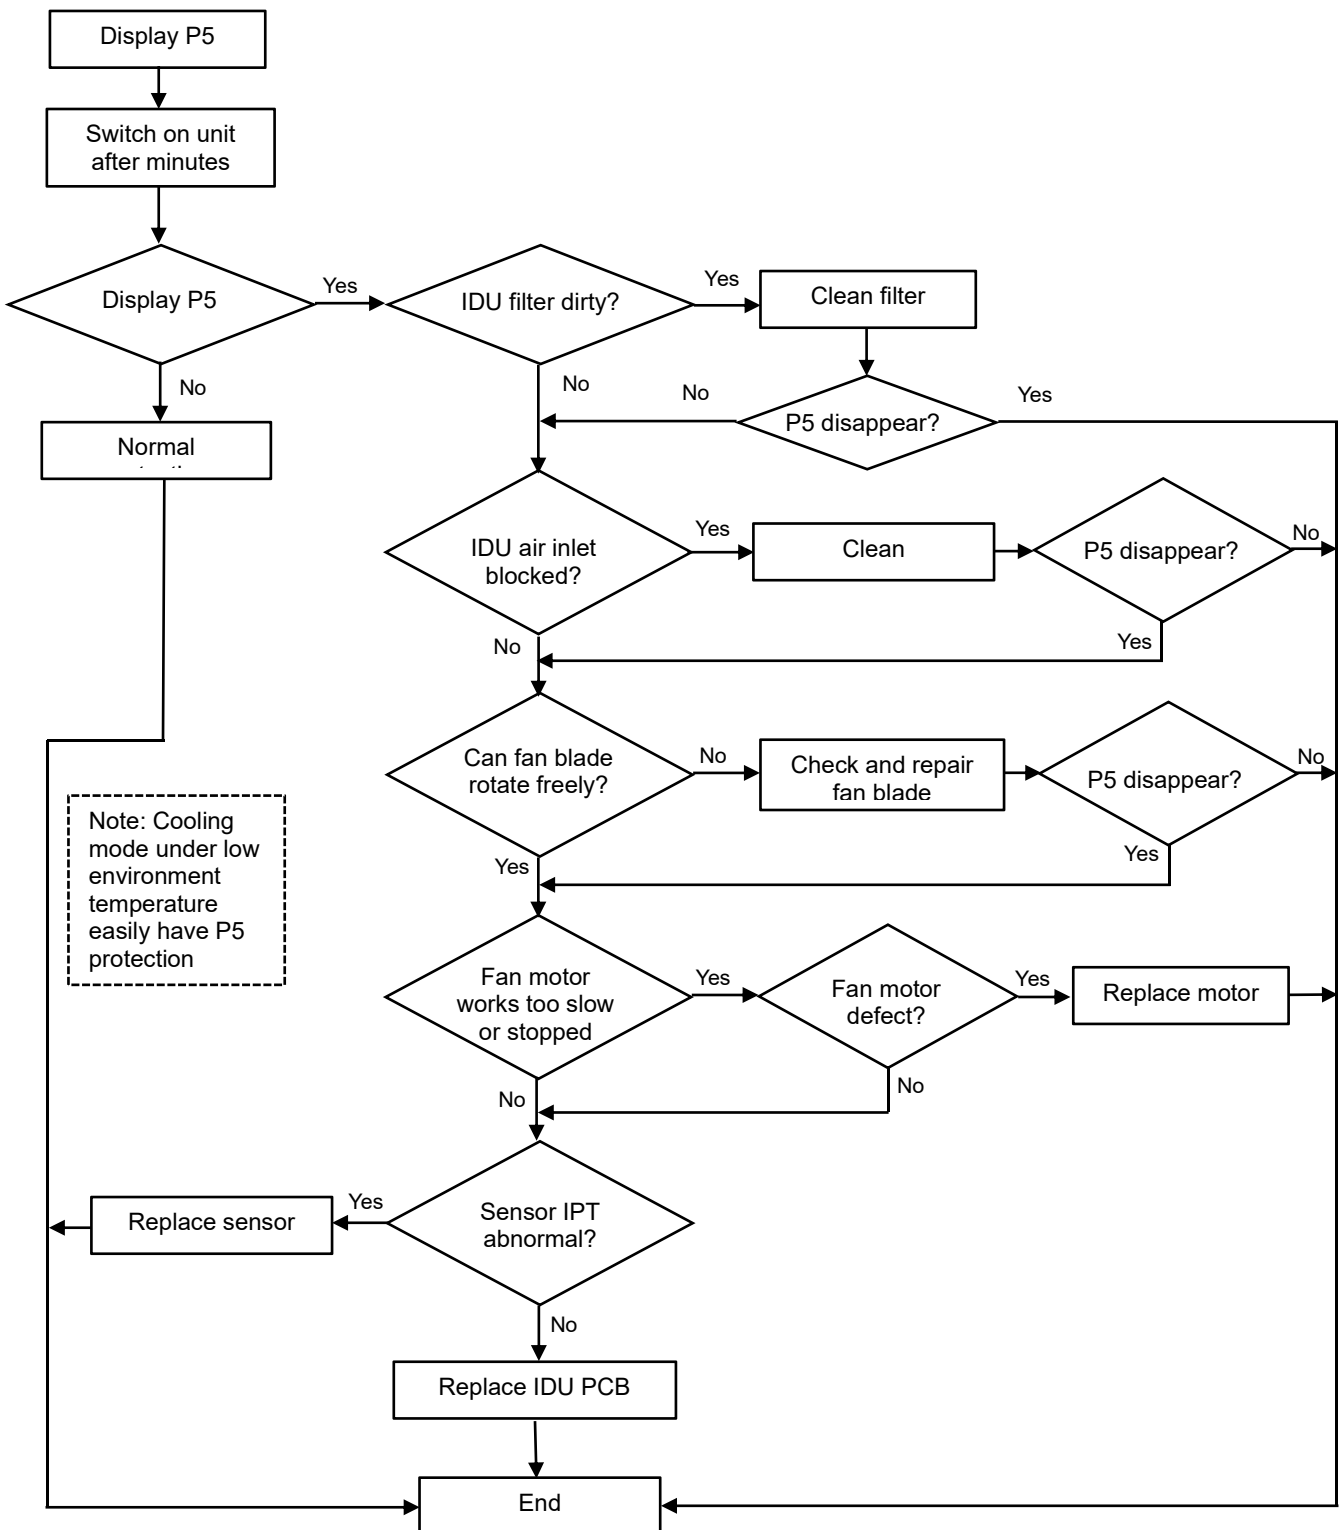 Display P5
Switch on unit
after minutes
Display P5
Yes
IDU filter dirty?
Yes
Clean filter
No
No
No
P5 disappear?
Yes
Normal
IDU air inlet
blocked?
Yes
Clean
P5 disappear?
No
No
Yes
Can fan blade
rotate freely?
No
Check and repair
fan blade
P5 disappear?
No
Yes
Yes
Note: Cooling
mode under low
environment
temperature
easily have P5
protection
Fan motor
works too slow
or stopped
Yes
Fan motor
defect?
Yes
Replace motor
No
No
Sensor IPT
abnormal?
Yes
Replace sensor
No
Replace IDU PCB
End